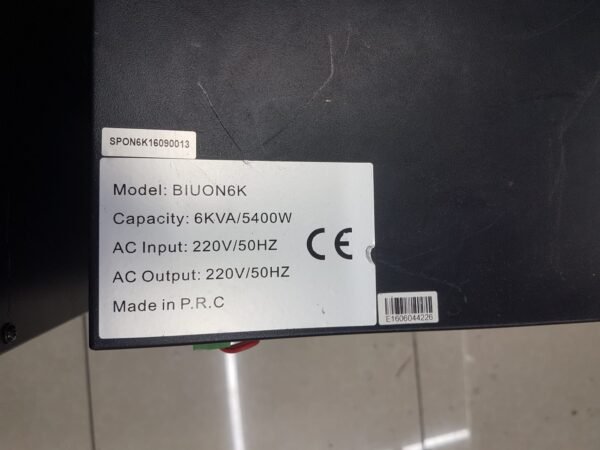 SPON6K16090013
Model: BIUON6K
Capacity: 6KVA/5400W
AC Input: 220V/50HZ
CE
AC Output: 220V/50HZ
Made in P.R.C
E1606044226